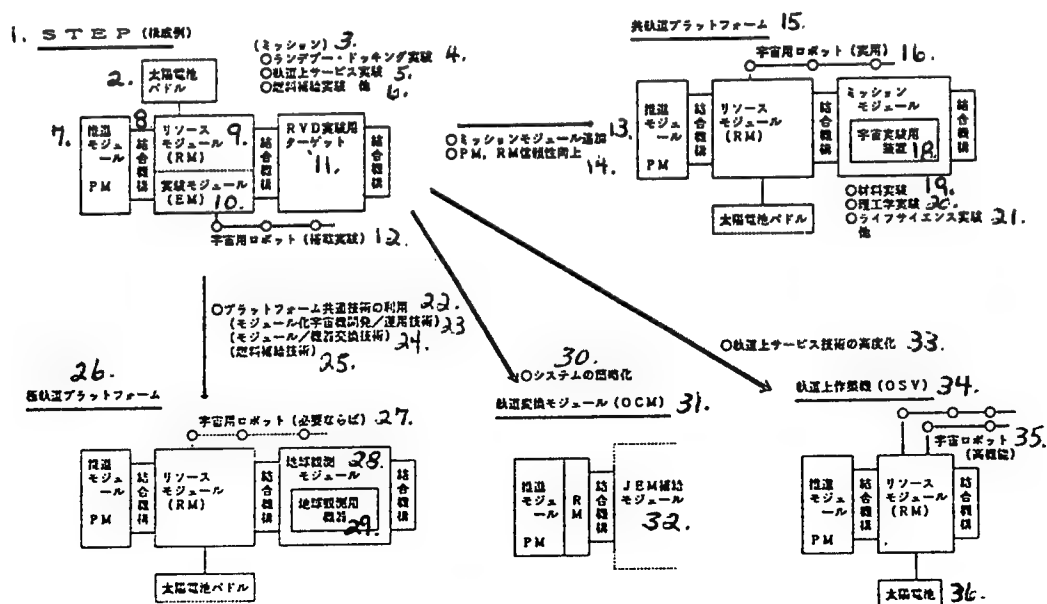 1. STEP (構成例)
(ミッション) 3.
○ランデブー・ドッキング実験 4.
○軌道上サービス実験 5.
○燃料補給実験 他 6.
2. 太陽電池
パドル
7. 推進
モジュ
ール
PM
8
結合機構
リソース 9.
モジュール
(RM)
実験モジュール
(EM) 10.
結合機構
RVD実験用
ターゲット
11.
結合機構
宇宙用ロボット(搭載実験) 12.
○ミッションモジュール追加 13.
○PM, RM信頼性向上 14.
共軌道プラットフォーム 15.
宇宙用ロボット(実用) 16.
推進
モジュ
ール
PM
結合機構
リソース
モジュール
(RM)
結合機構
ミッション
モジュール
宇宙実験用
装置 18.
結合機構
太陽電池パドル
○材料実験 19.
○理工学実験 20.
○ライフサイエンス実験 21.
他
○プラットフォーム共通技術の利用 22.
(モジュール化宇宙機開発/運用技術) 23
(モジュール/機器交換技術) 24.
(燃料補給技術) 25.
26.
極軌道プラットフォーム
宇宙用ロボット(必要ならば) 27.
推進
モジュ
ール
PM
結合機構
リソース
モジュール
(RM)
結合機構
地球観測 28.
モジュール
地球観測用
機器 29.
結合機構
太陽電池パドル
30.
○システムの簡略化
軌道変換モジュール(OCM) 31.
推進
モジュ
ール
PM
RM
結合機構
JEM補給
モジュール
32.
○軌道上サービス技術の高度化 33.
軌道上作業機(OSV) 34.
宇宙ロボット 35.
(高機能)
推進
モジュ
ール
PM
結合機構
リソース
モジュール
(RM)
結合機構
太陽電池 36.